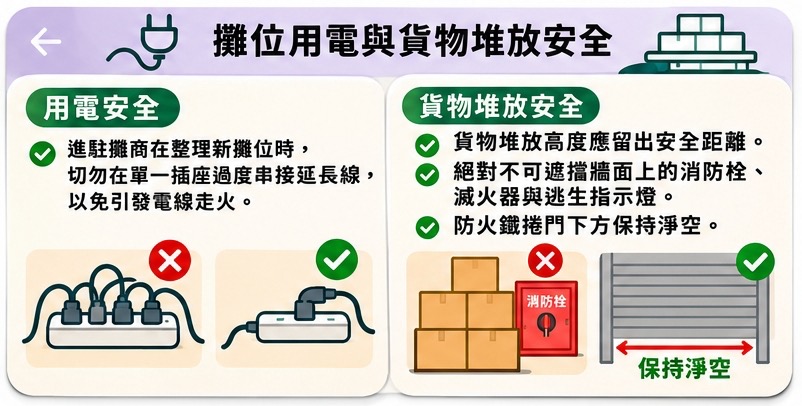 攤位用電與貨物堆放安全
用電安全
進駐攤商在整理新攤位時，
切勿在單一插座過度串接延長線，
以免引發電線走火。
貨物堆放安全
貨物堆放高度應留出安全距離。
絕對不可遮擋牆面上的消防栓、
滅火器與逃生指示燈。
防火鐵捲門下方保持淨空。
消防栓
保持淨空